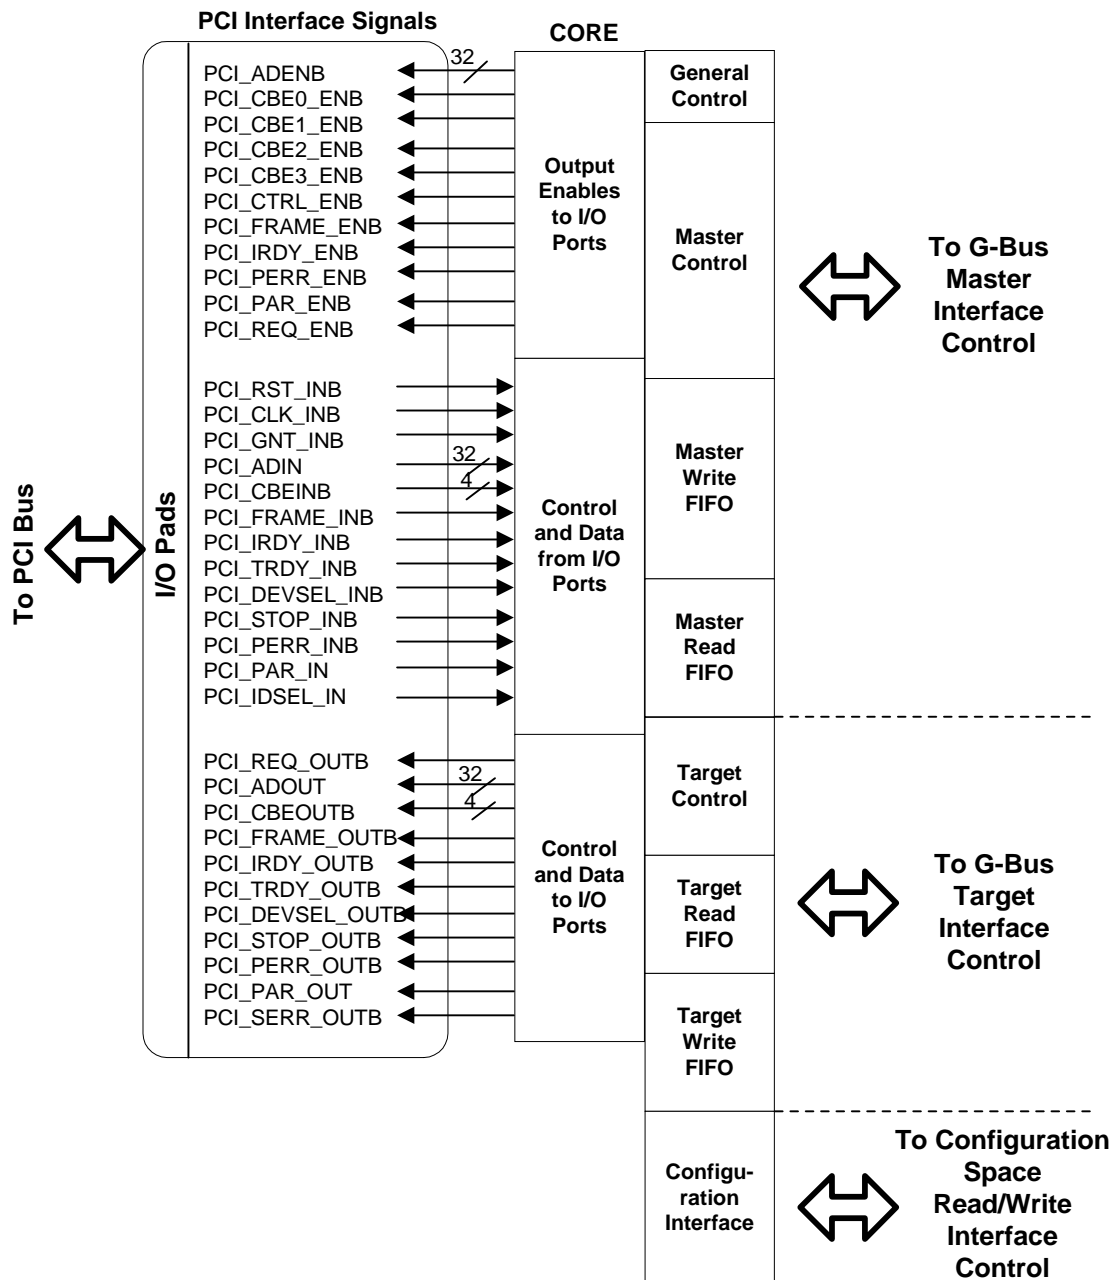 PCI Interface Signals
CORE
PCI_ADENB
32
PCI_CBE0_ENB
PCI_CBE1_ENB
PCI_CBE2_ENB
PCI_CBE3_ENB
PCI_CTRL_ENB
PCI_FRAME_ENB
PCI_IRDY_ENB
PCI_PERR_ENB
PCI_PAR_ENB
PCI_REQ_ENB
PCI_RST_INB
PCI_CLK_INB
PCI_GNT_INB
PCI_ADIN
32
PCI_CBEINB
4
PCI_FRAME_INB
PCI_IRDY_INB
PCI_TRDY_INB
PCI_DEVSEL_INB
PCI_STOP_INB
PCI_PERR_INB
PCI_PAR_IN
PCI_IDSEL_IN
PCI_REQ_OUTB
PCI_ADOUT
32
PCI_CBEOUTB
4
PCI_FRAME_OUTB
PCI_IRDY_OUTB
PCI_TRDY_OUTB
PCI_DEVSEL_OUTB
PCI_STOP_OUTB
PCI_PERR_OUTB
PCI_PAR_OUT
PCI_SERR_OUTB
To PCI Bus
I/O Pads
Output
Enables
to I/O
Ports
Control
and Data
from I/O
Ports
Control
and Data
to I/O
Ports
General
Control
Master
Control
Master
Write
FIFO
Master
Read
FIFO
Target
Control
Target
Read
FIFO
Target
Write
FIFO
Configu-
ration
Interface
To G-Bus
Master
Interface
Control
To G-Bus
Target
Interface
Control
To Configuration
Space
Read/Write
Interface
Control